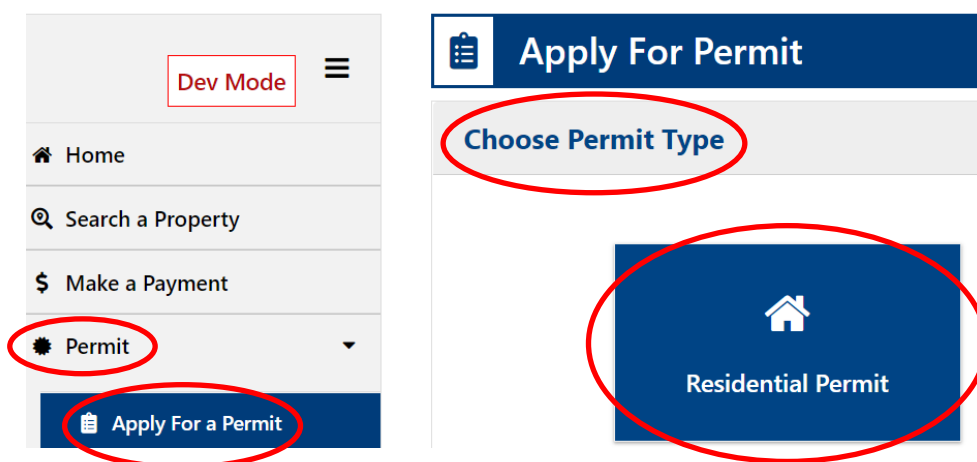 Dev Mode
Home
Search a Property
Make a Payment
Permit
Apply For a Permit
Apply For Permit
Choose Permit Type
Residential Permit